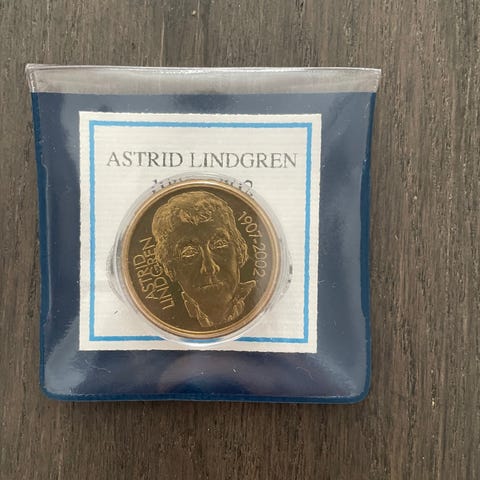 ASTRID LINDGREN
ASTRID
LINDGREN
1907-2002